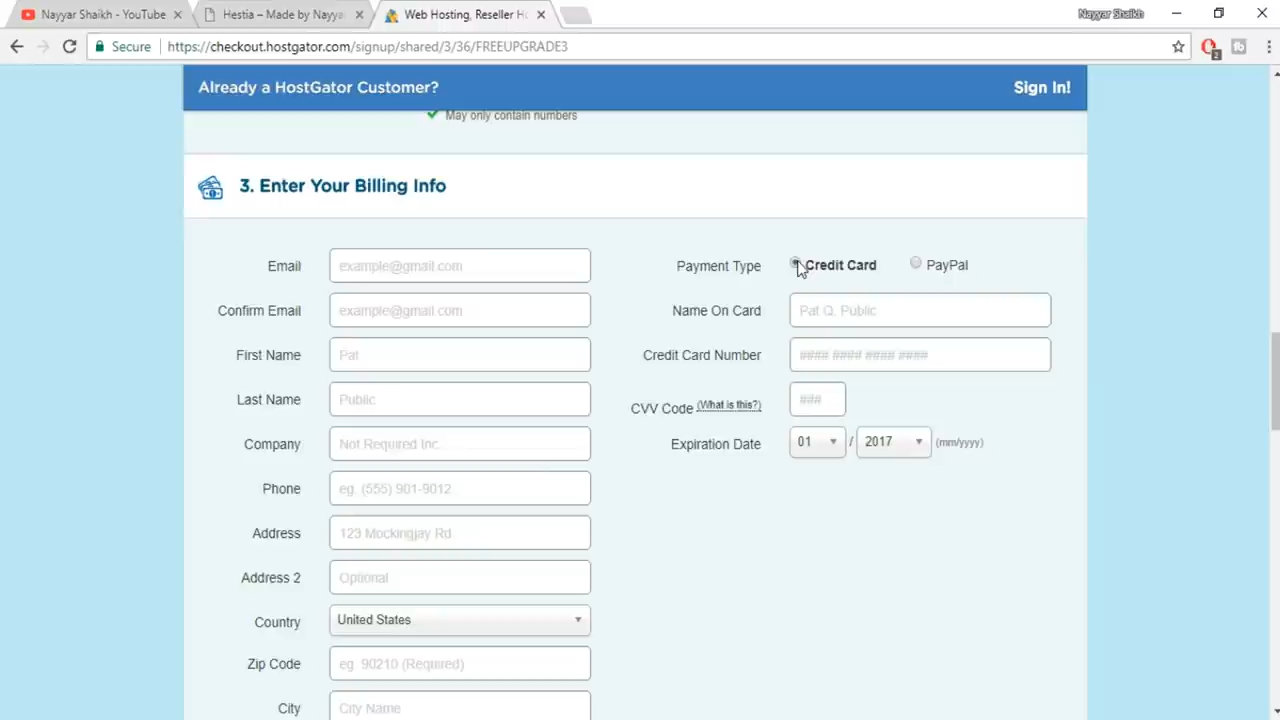 Nayyar Shaikh - YouTube
Hestia – Made by Nayya
Web Hosting, Reseller H
Nayyar Shaikh
Secure
https://checkout.hostgator.com/signup/shared/3/36/FREEUPGRADE3
2
Already a HostGator Customer?
Sign In!
May only contain numbers
3. Enter Your Billing Info
Email
example@gmail.com
Payment Type
Credit Card
PayPal
Confirm Email
example@gmail.com
Name On Card
Pat Q. Public
First Name
Pat
Credit Card Number
#### #### #### ####
Last Name
Public
CVV Code (What is this?)
###
Company
Not Required Inc.
Expiration Date
01 / 2017 (mm/yyyy)
Phone
eg. (555) 901-9012
Address
123 Mockingjay Rd
Address 2
Optional
Country
United States
Zip Code
eg. 90210 (Required)
City
City Name